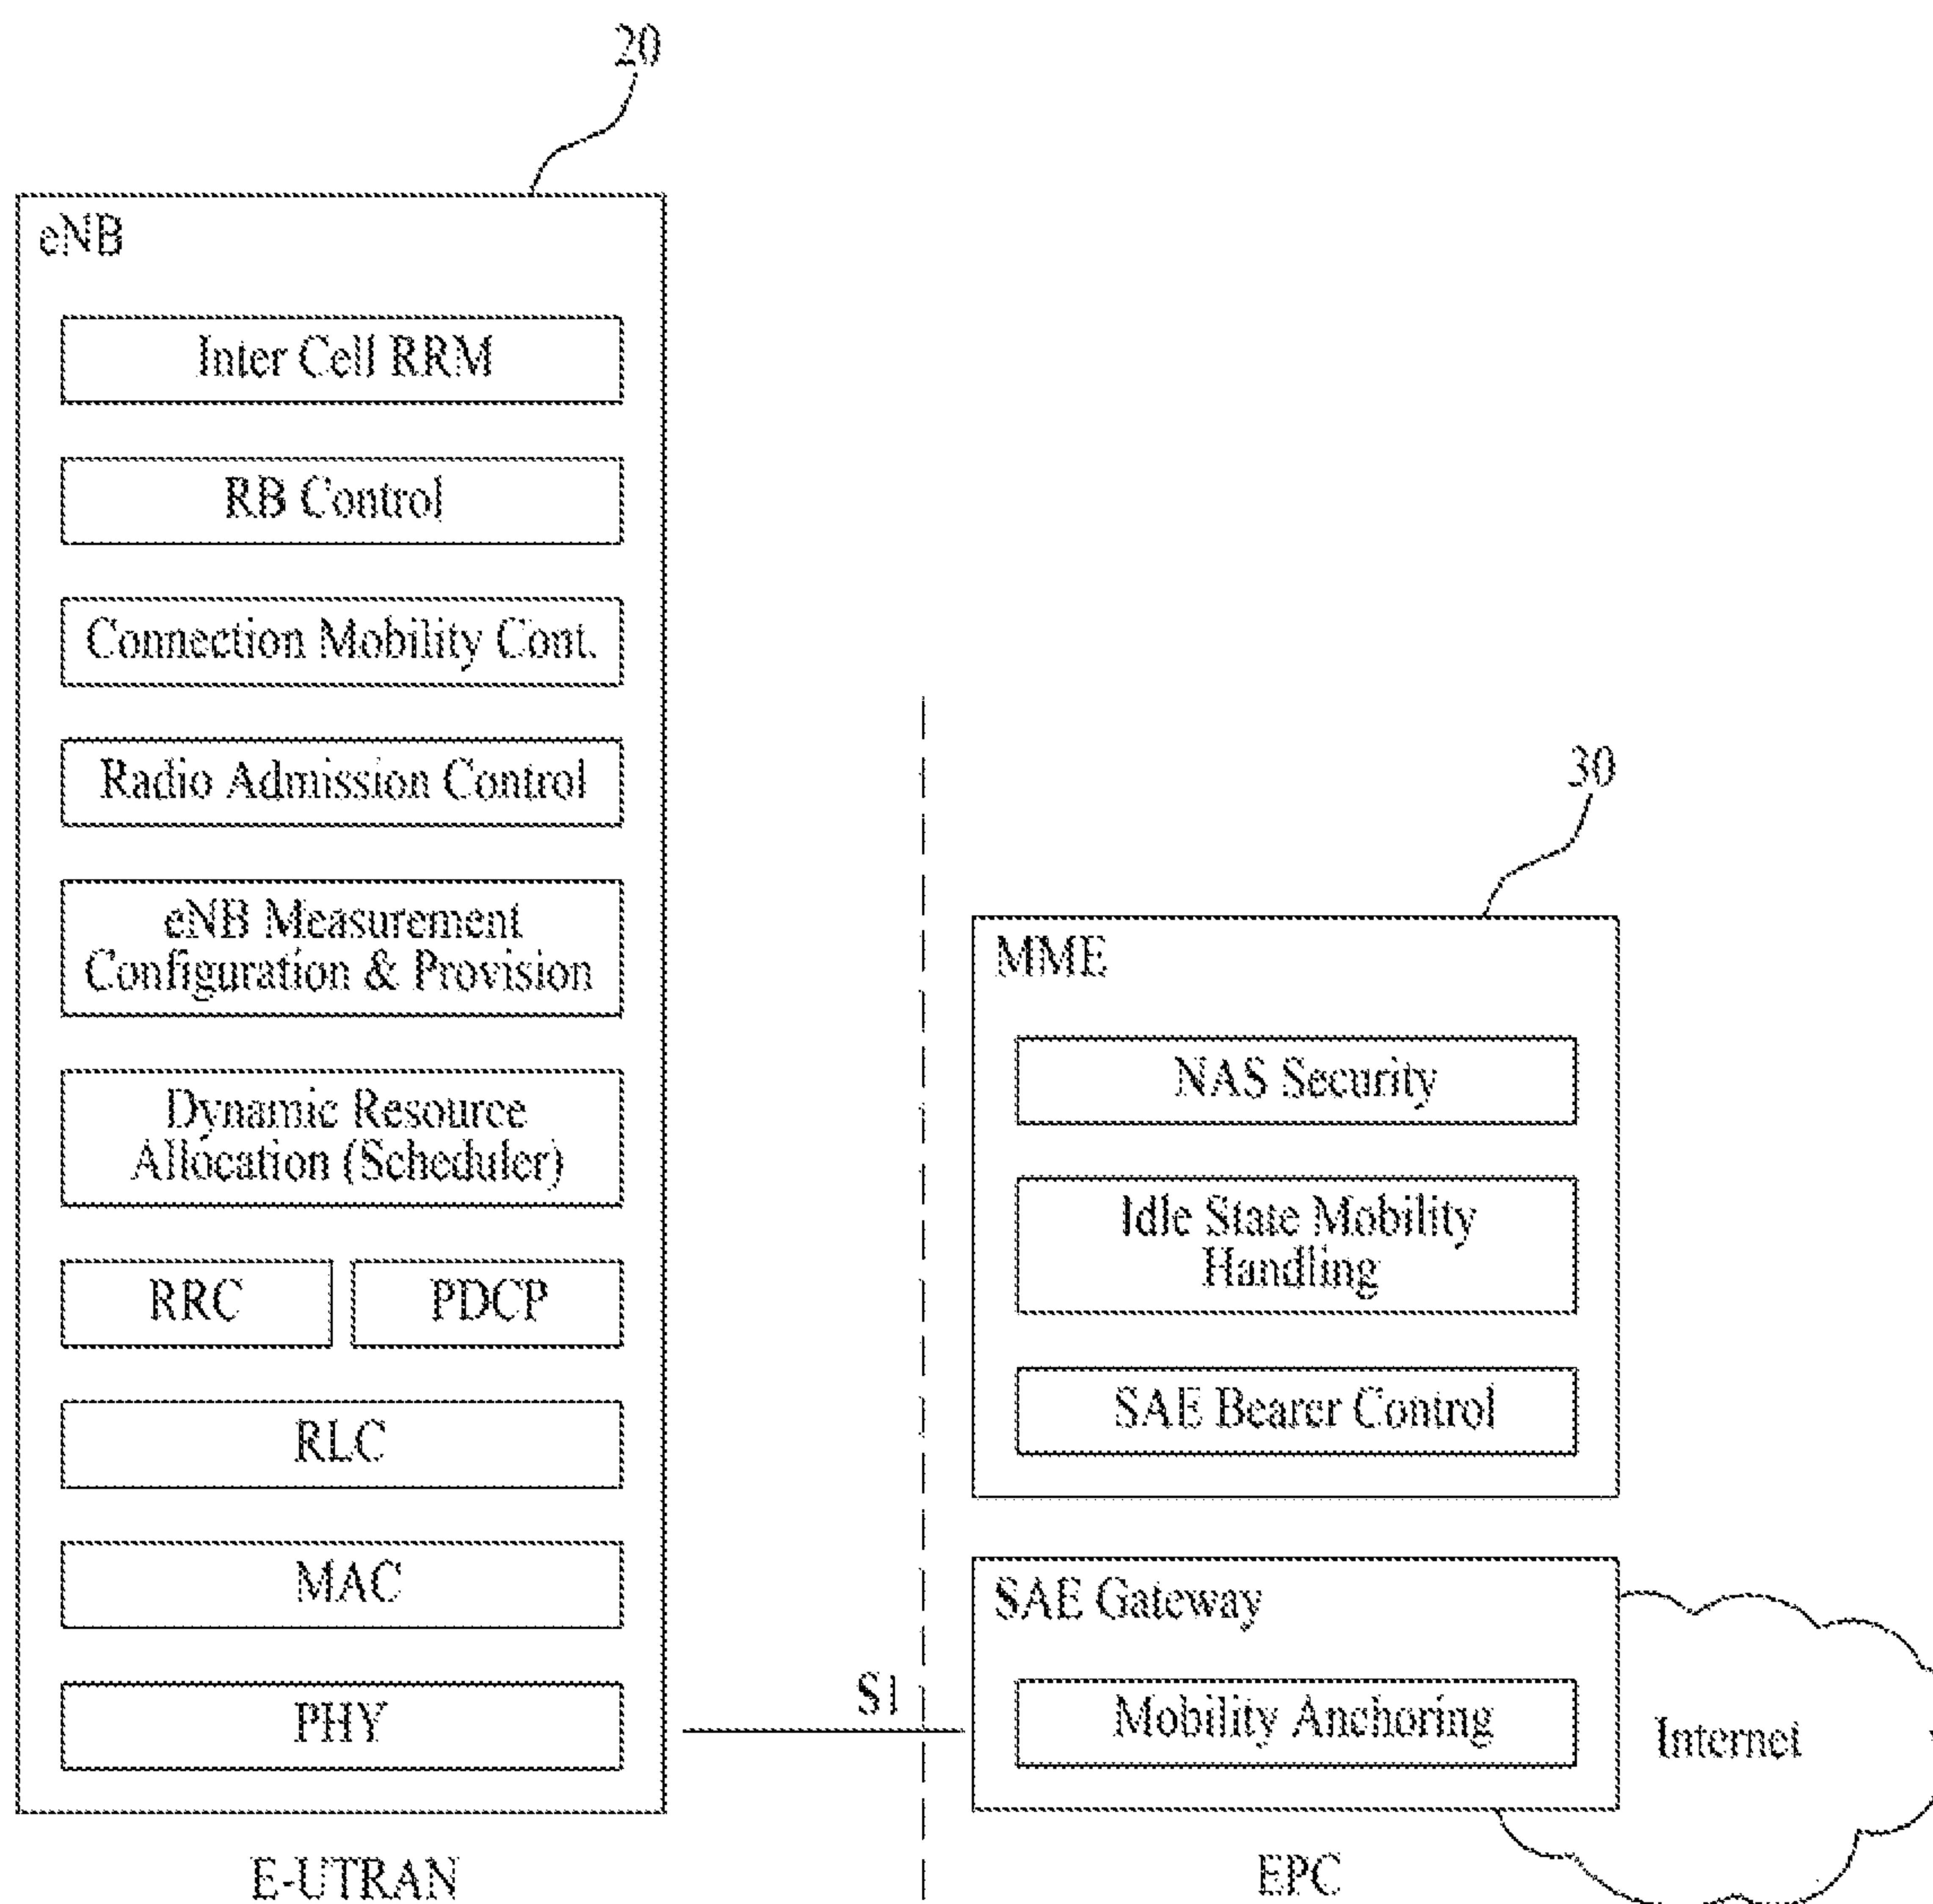 20
eNB
Inter Cell RRM
RB Control
Connection Mobility Cont.
Radio Admission Control
eNB Measurement
Configuration & Provision
Dynamic Resource
Allocation (Scheduler)
RRC
PDCP
RLC
MAC
PHY
E-UTRAN
S1
30
MME
NAS Security
Idle State Mobility
Handling
SAE Bearer Control
SAE Gateway
Mobility Anchoring
Internet
EPC